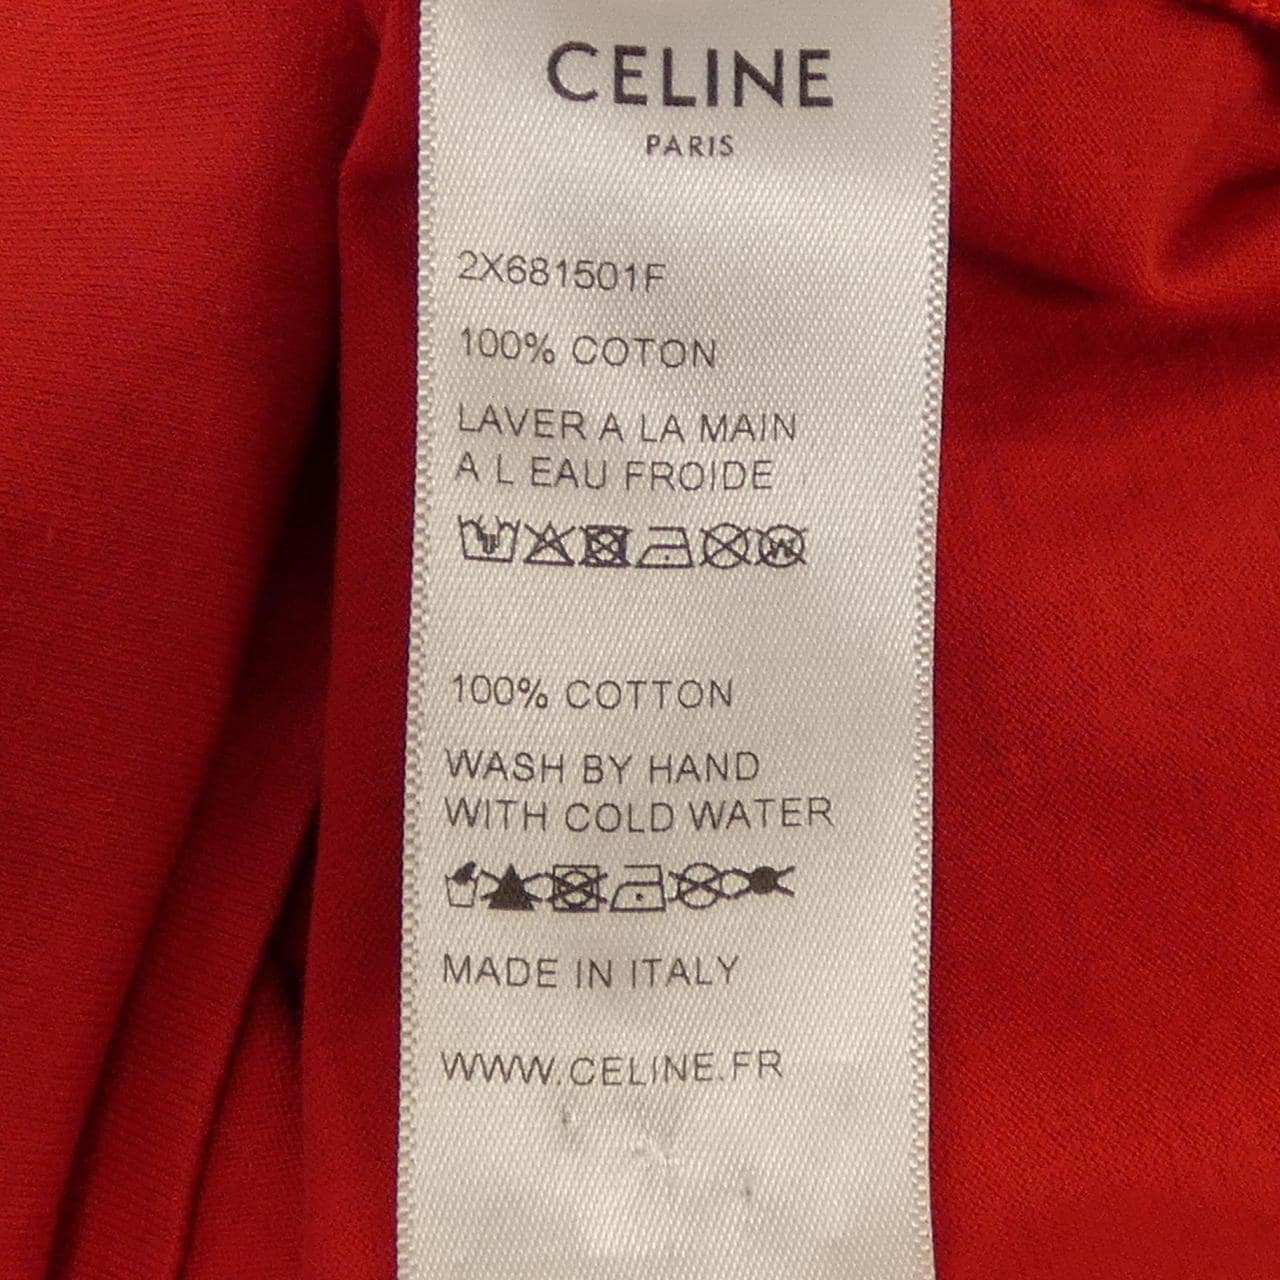 CELINE
PARIS
2X681501F
100% COTON
LAVER A LA MAIN
A L EAU FROIDE
W
100% COTTON
WASH BY HAND
WITH COLD WATER
MADE IN ITALY
WWW.CELINE.FR